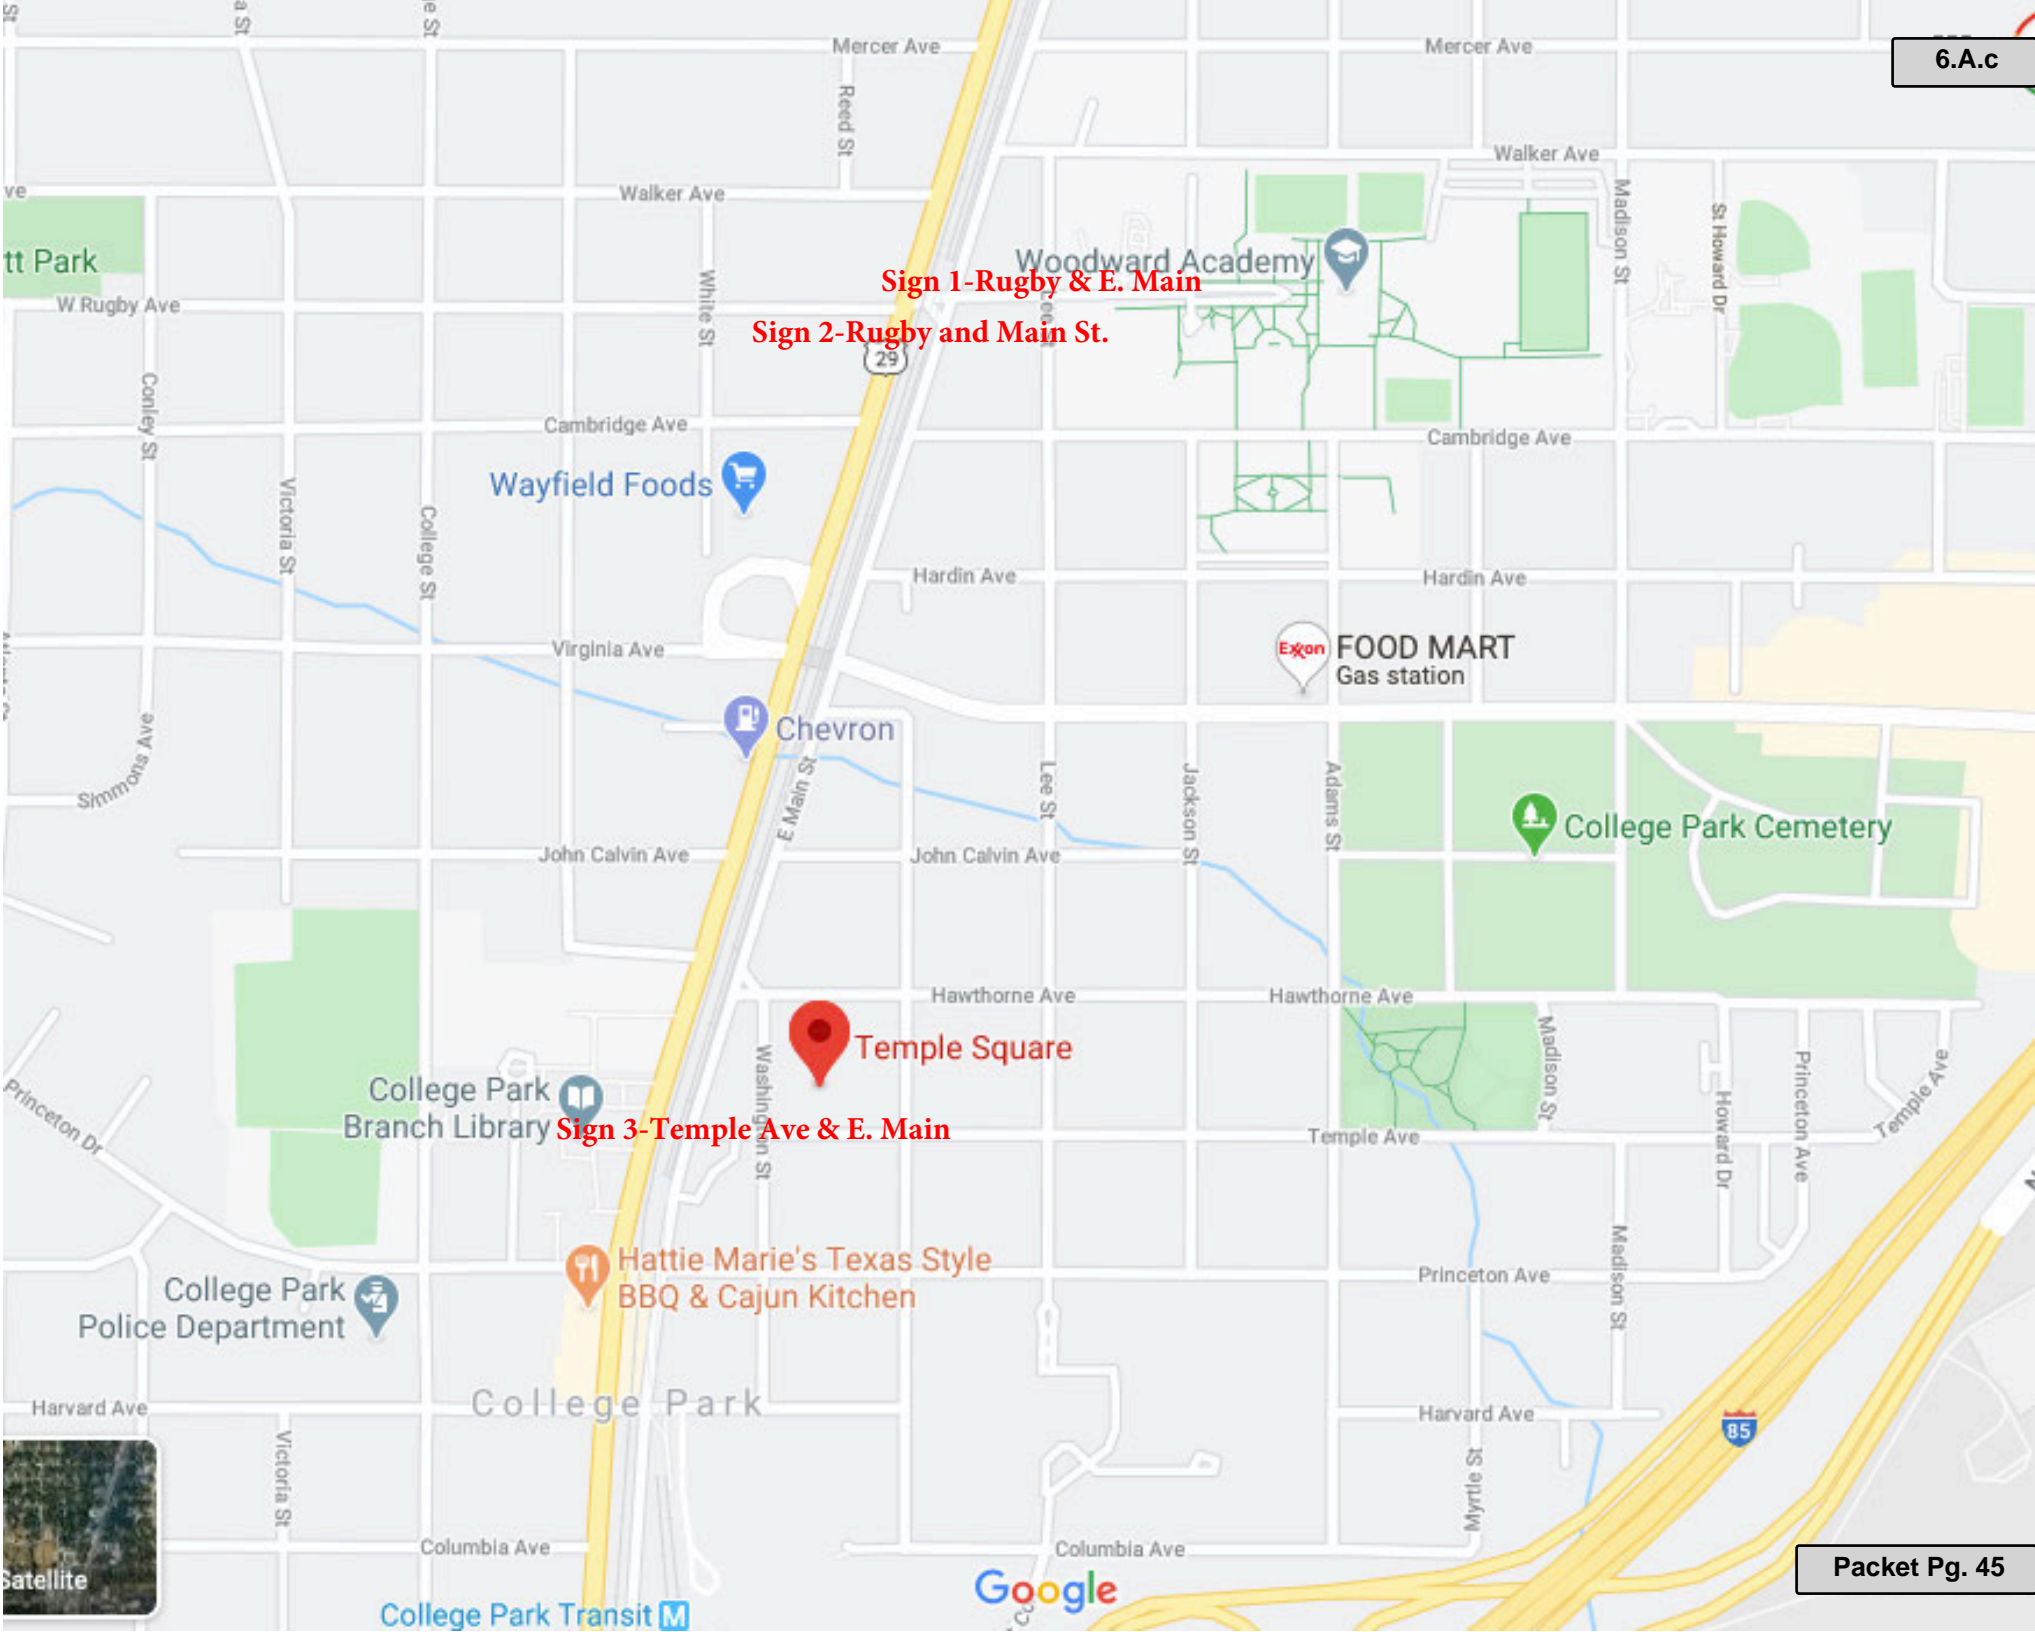 St
a St
e St
Mercer Ave
Mercer Ave
6.A.c
Reed St
Walker Ave
ve
Walker Ave
Madison St
St Howard Dr
tt Park
Woodward Academy
Sign 1-Rugby & E. Main
W Rugby Ave
White St
Lee St
Sign 2-Rugby and Main St.
29
Conley St
Cambridge Ave
Cambridge Ave
Wayfield Foods
Victoria St
College St
Hardin Ave
Hardin Ave
Virginia Ave
Exxon
FOOD MART
Gas station
Chevron
Simmons Ave
E Main St
Lee St
Jackson St
Adams St
College Park Cemetery
John Calvin Ave
John Calvin Ave
Hawthorne Ave
Hawthorne Ave
Temple Square
Washington St
Madison St
Princeton Dr
College Park
Branch Library
Sign 3-Temple Ave & E. Main
Temple Ave
Howard Dr
Princeton Ave
Temple Ave
Hattie Marie's Texas Style
BBQ & Cajun Kitchen
Princeton Ave
Madison St
College Park
Police Department
Harvard Ave
College Park
Harvard Ave
85
Victoria St
Myrtle St
Columbia Ave
Columbia Ave
Satellite
Google
Packet Pg. 45
College Park Transit M